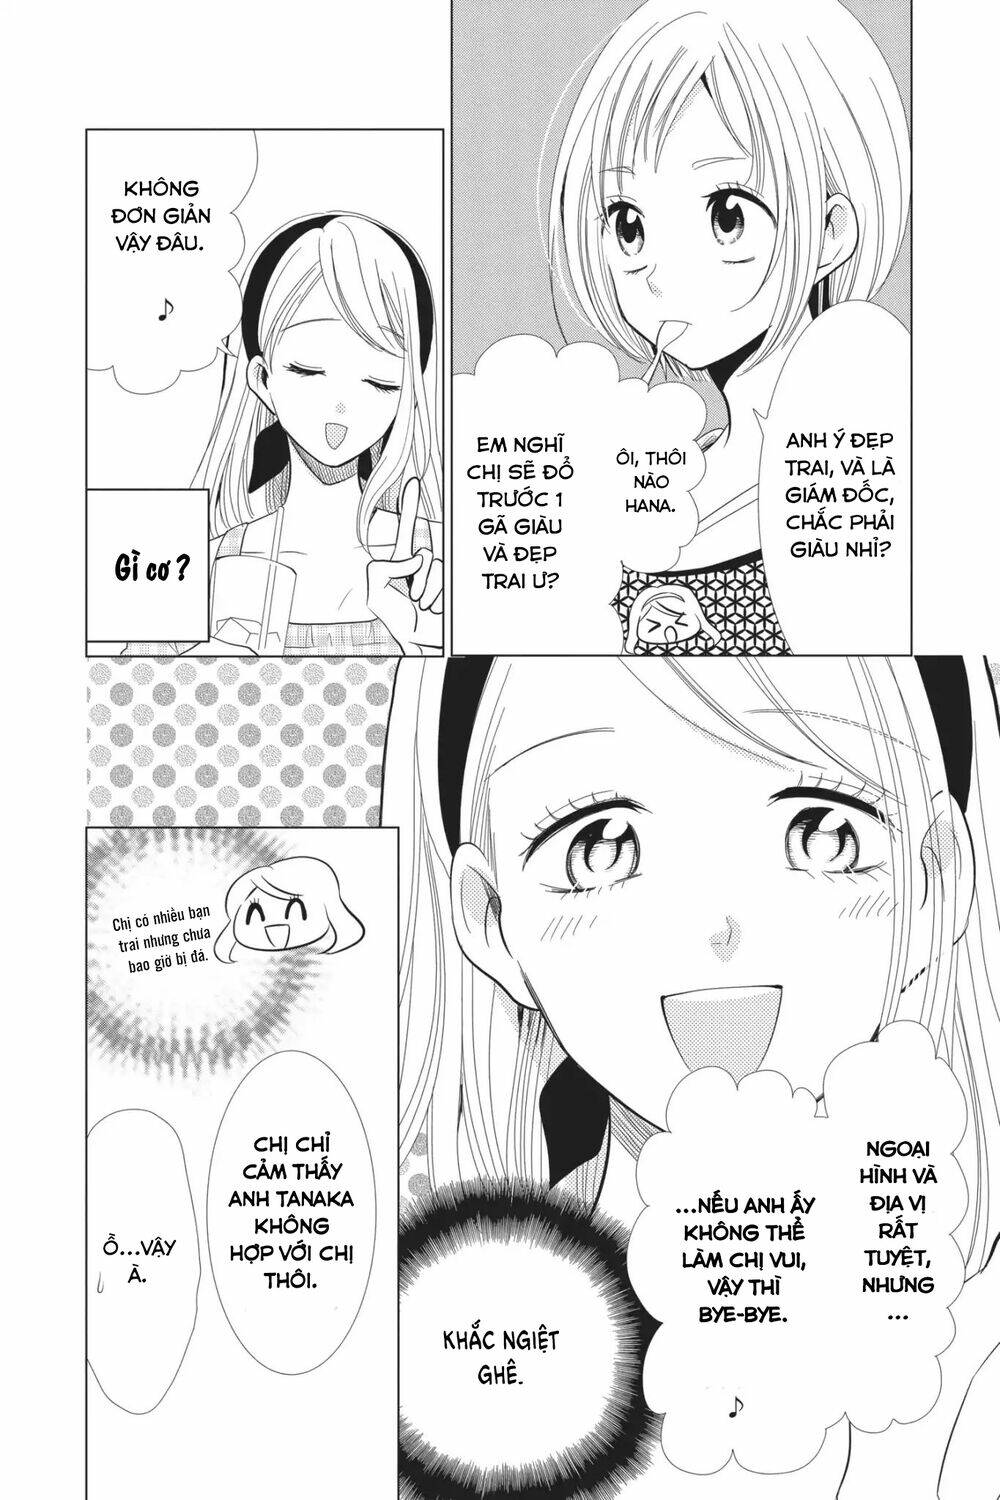 ANH Ý ĐẸP
TRAI, VÀ LÀ
GIÁM ĐỐC,
CHẮC PHẢI
GIÀU NHỈ?
ÔI, THÔI
NÀO
HANA.
EM NGHĨ
CHỊ SẼ ĐỔ
TRƯỚC 1
GÃ GIÀU
VÀ ĐẸP
TRAI Ư?
KHÔNG
ĐƠN GIẢN
VẬY ĐÂU.
♪
Gì cơ?
NGOẠI
HÌNH VÀ
ĐỊA VỊ
RẤT
TUYỆT,
NHƯNG
...
...NẾU ANH ẤY
KHÔNG THỂ
LÀM CHỊ VUI,
VẬY THÌ
BYE-BYE.
♪
KHẮC NGIỆT
GHÊ.
Chị có nhiều bạn
trai nhưng chưa
bao giờ bị đá.
CHỊ CHỈ
CẢM THẤY
ANH TANAKA
KHÔNG
HỢP VỚI CHỊ
THÔI.
Ồ...VẬY
À.